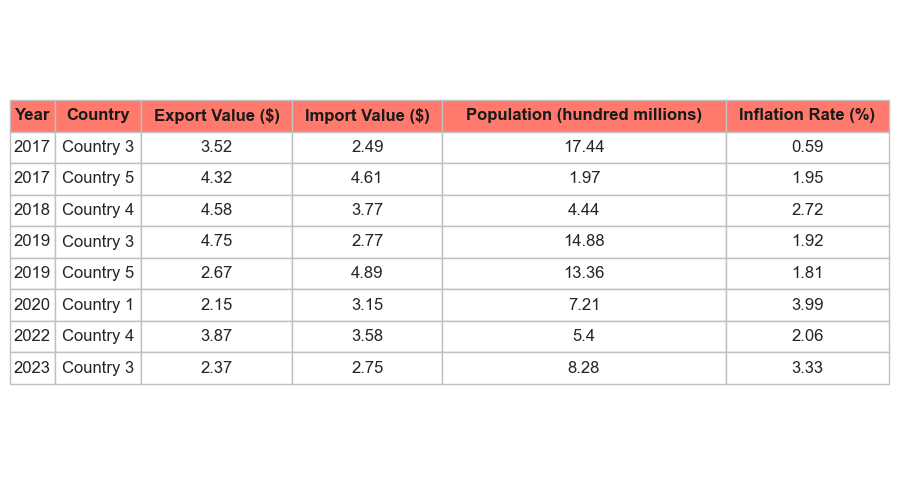 Year Country Export Value ($) Import Value ($) Population (hundred millions) Inflation Rate (%)
2017 Country 3 3.52 2.49 17.44 0.59
2017 Country 5 4.32 4.61 1.97 1.95
2018 Country 4 4.58 3.77 4.44 2.72
2019 Country 3 4.75 2.77 14.88 1.92
2019 Country 5 2.67 4.89 13.36 1.81
2020 Country 1 2.15 3.15 7.21 3.99
2022 Country 4 3.87 3.58 5.4 2.06
2023 Country 3 2.37 2.75 8.28 3.33